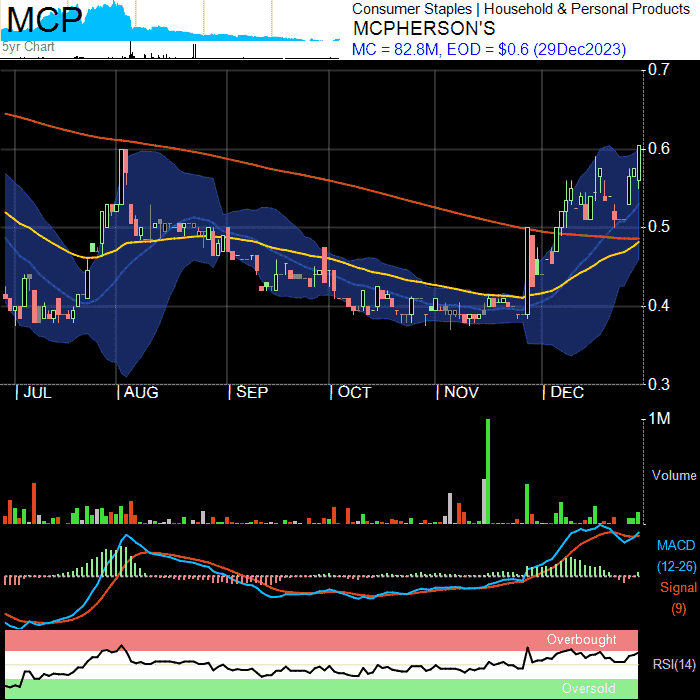 MCP
5yr Chart
Consumer Staples | Household & Personal Products
MCPHERSON'S
MC = 82.8M, EOD = $0.6 (29Dec2023)
0.7
0.6
0.5
0.4
0.3
| JUL | AUG | SEP | OCT | NOV | DEC
1M
Volume
MACD
(12-26)
Signal
(9)
Overbought
RSI(14)
Oversold